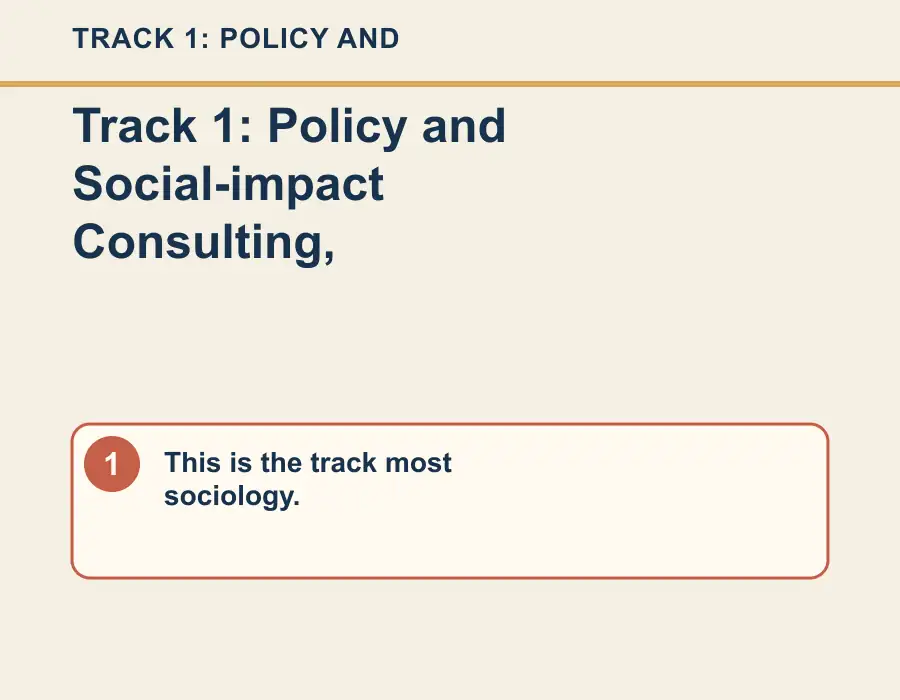 TRACK 1: POLICY AND
Track 1: Policy and
Social-impact
Consulting,
1
This is the track most
sociology.